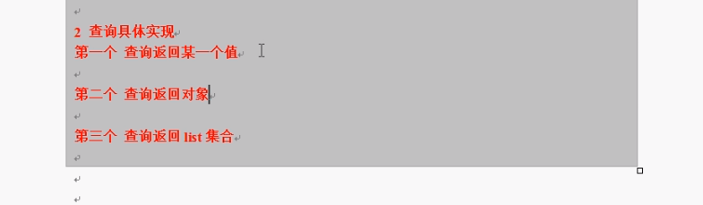 2 查询具体实现
第一个 查询返回某一个值
第二个 查询返回对象
第三个 查询返回 list 集合